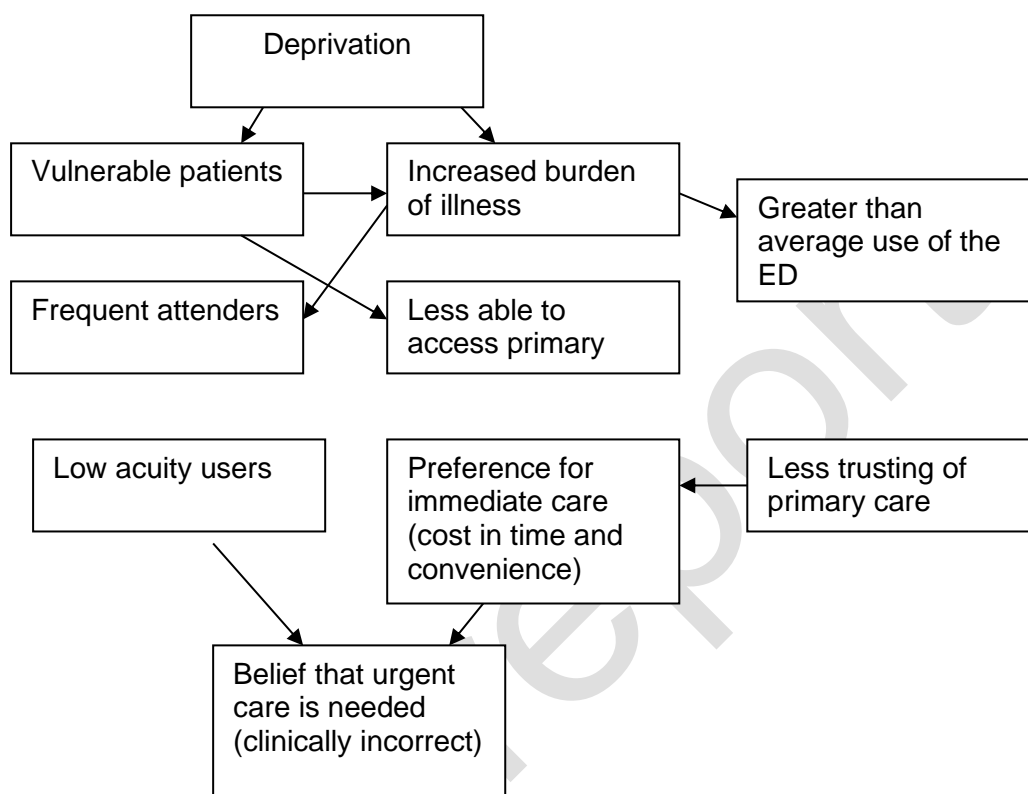 Deprivation
Vulnerable patients
Increased burden
of illness
Greater than
average use of the
ED
Frequent attenders
Less able to
access primary
Low acuity users
Preference for
immediate care
(cost in time and
convenience)
Less trusting of
primary care
Belief that urgent
care is needed
(clinically incorrect)
report